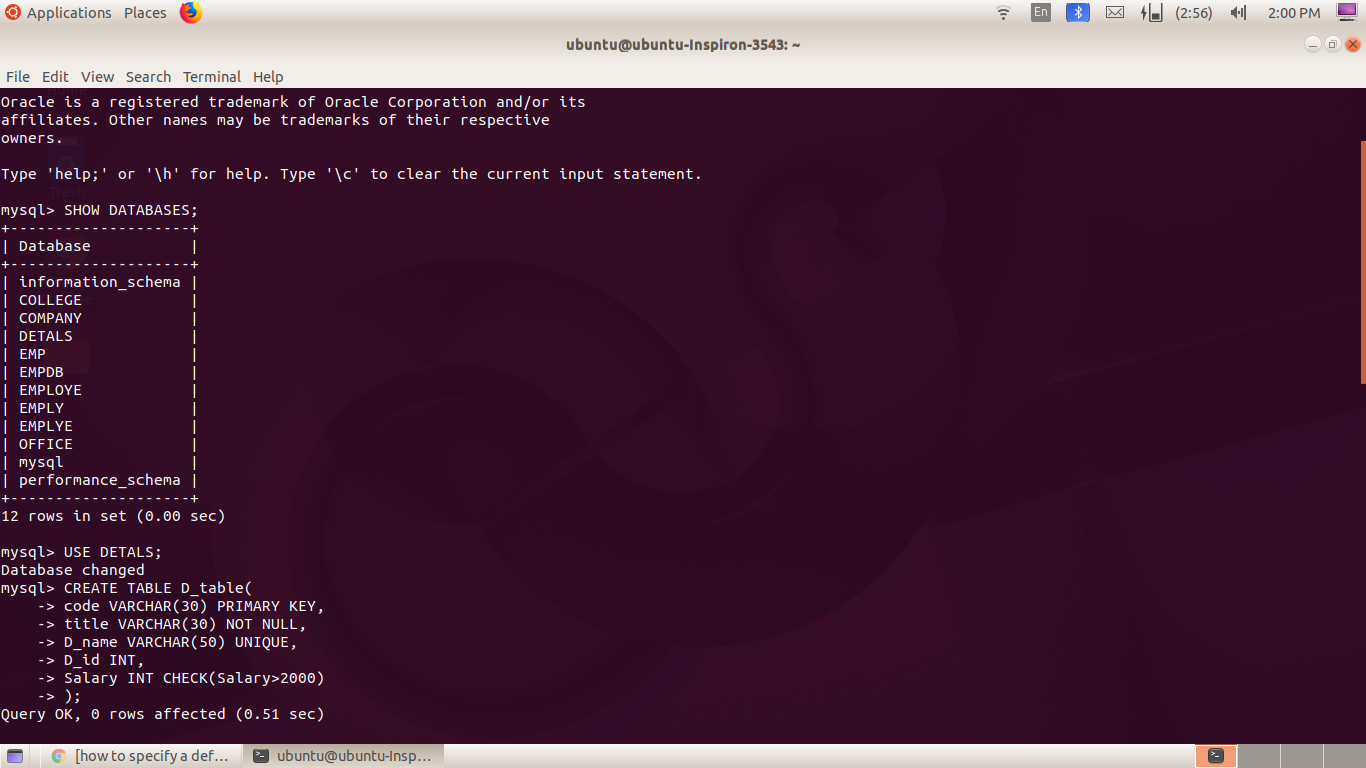 Applications Places En (2:56) 2:00 PM
ubuntu@ubuntu-Inspiron-3543: ~
File Edit View Search Terminal Help
Oracle is a registered trademark of Oracle Corporation and/or its
affiliates. Other names may be trademarks of their respective
owners.
Type 'help;' or '\h' for help. Type '\c' to clear the current input statement.
Trash
mysql> SHOW DATABASES;
+--------------------+
| Database           |
+--------------------+
| information_schema |
| COLLEGE            |
| COMPANY            |
| DETALS             |
| EMP                |
| EMPDB              |
| EMPLOYE            |
| EMPLY              |
| EMPLYE             |
| OFFICE             |
| mysql              |
| performance_schema |
+--------------------+
12 rows in set (0.00 sec)
mysql> USE DETALS;
Database changed
mysql> CREATE TABLE D_table(
    -> code VARCHAR(30) PRIMARY KEY,
    -> title VARCHAR(30) NOT NULL,
    -> D_name VARCHAR(50) UNIQUE,
    -> D_id INT,
    -> Salary INT CHECK(Salary>2000)
    -> );
Query OK, 0 rows affected (0.51 sec)
[how to specify a def... ubuntu@ubuntu-Insp...